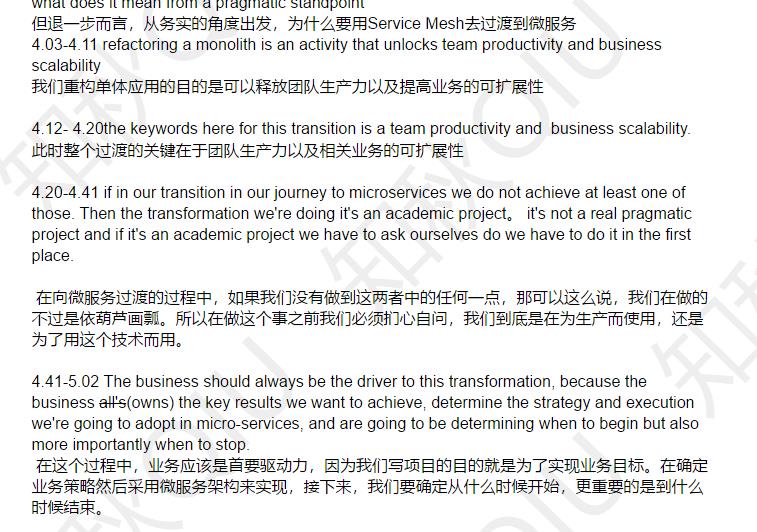 what does it mean from a pragmatic standpoint
但退一步而言，从务实的角度出发，为什么要用Service Mesh去过渡到微服务
4.03-4.11 refactoring a monolith is an activity that unlocks team productivity and business
scalability
我们重构单体应用的目的是可以释放团队生产力以及提高业务的可扩展性
4.12- 4.20the keywords here for this transition is a team productivity and  business scalability.
此时整个过渡的关键在于团队生产力以及相关业务的可扩展性
4.20-4.41 if in our transition in our journey to microservices we do not achieve at least one of
those. Then the transformation we're doing it's an academic project。 it's not a real pragmatic
project and if it's an academic project we have to ask ourselves do we have to do it in the first
place.
在向微服务过渡的过程中，如果我们没有做到这两者中的任何一点，那可以这么说，我们在做的
不过是依葫芦画瓢。所以在做这个事之前我们必须扪心自问，我们到底是在为生产而使用，还是
为了用这个技术而用。
4.41-5.02 The business should always be the driver to this transformation, because the
business all's(owns) the key results we want to achieve, determine the strategy and execution
we're going to adopt in micro-services, and are going to be determining when to begin but also
more importantly when to stop.
在这个过程中，业务应该是首要驱动力，因为我们写项目的目的就是为了实现业务目标。在确定
业务策略然后采用微服务架构来实现，接下来，我们要确定从什么时候开始，更重要的是到什么
时候结束。
知秋QIU
知秋QIU
知秋QIU